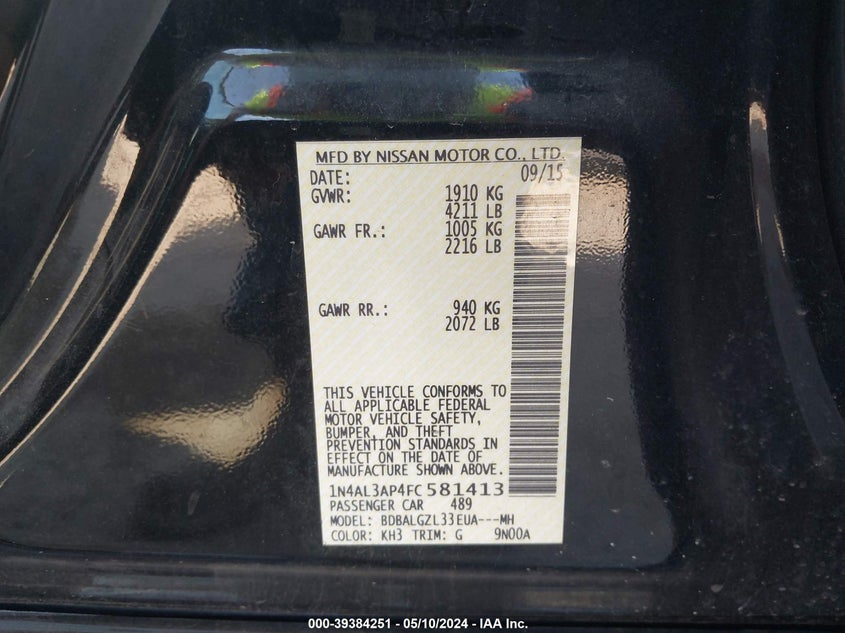 MFD BY NISSAN MOTOR CO., LTD.
DATE: 09/15
GVWR: 1910 KG
4211 LB
GAWR FR.: 1005 KG
2216 LB
GAWR RR.: 940 KG
2072 LB
THIS VEHICLE CONFORMS TO
ALL APPLICABLE FEDERAL
MOTOR VEHICLE SAFETY,
BUMPER, AND THEFT
PREVENTION STANDARDS IN
EFFECT ON THE DATE OF
MANUFACTURE SHOWN ABOVE.
1N4AL3AP4FC581413
PASSENGER CAR 489
MODEL: BDBALGZL33EUA---MH
COLOR: KH3 TRIM: G 9N00A
000-39384251 - 05/10/2024 - IAA Inc.